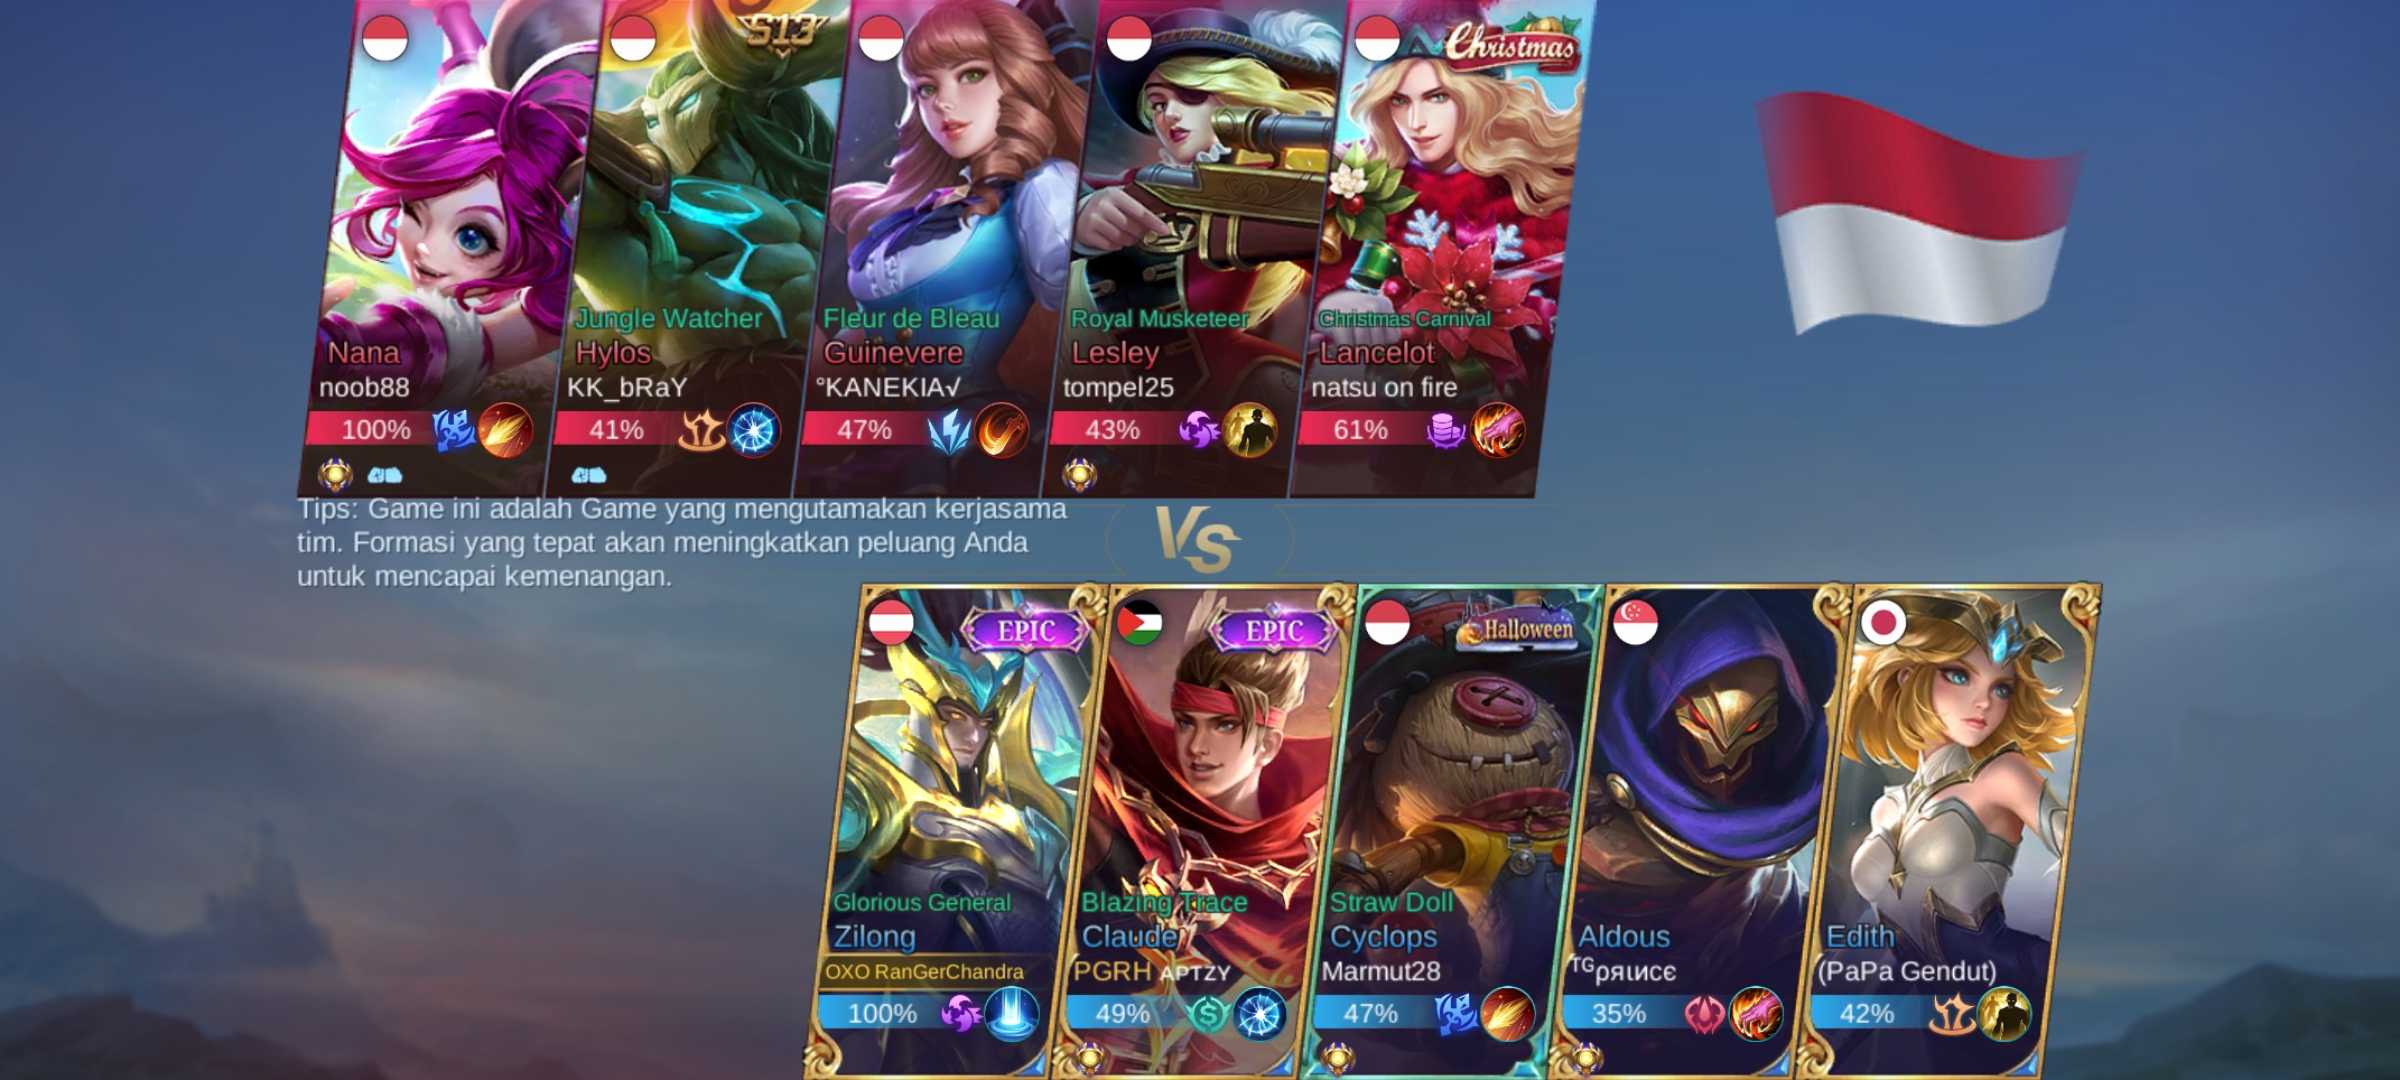 S13
Christmas
Nana
noob88
100%
Jungle Watcher
Hylos
KK_bRaY
41%
Fleur de Bleau
Guinevere
°KANEKIA√
47%
Royal Musketeer
Lesley
tompel25
43%
Christmas Carnival
Lancelot
natsu on fire
61%
Tips: Game ini adalah Game yang mengutamakan kerjasama
tim. Formasi yang tepat akan meningkatkan peluang Anda
untuk mencapai kemenangan.
VS
EPIC
Glorious General
Zilong
OXO RanGerChandra
100%
EPIC
Blazing Trace
Claude
PGRH ᴀᴘᴛᴢʏ
49%
Halloween
Straw Doll
Cyclops
Marmut28
47%
Aldous
ᵀᴳρяιиcє
35%
Edith
(PaPa Gendut)
42%